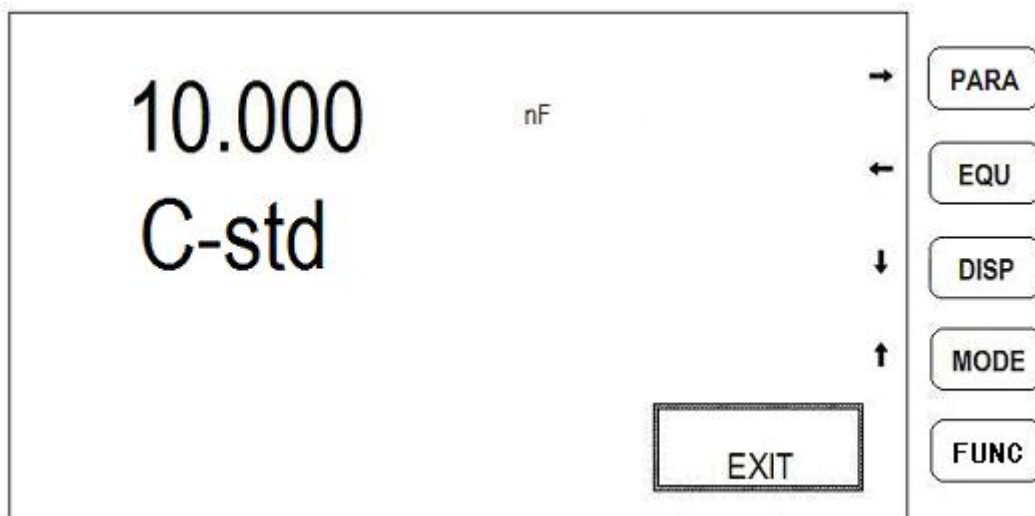 10.000 nF
C-std
→ PARA
← EQU
↓ DISP
↑ MODE
EXIT
FUNC